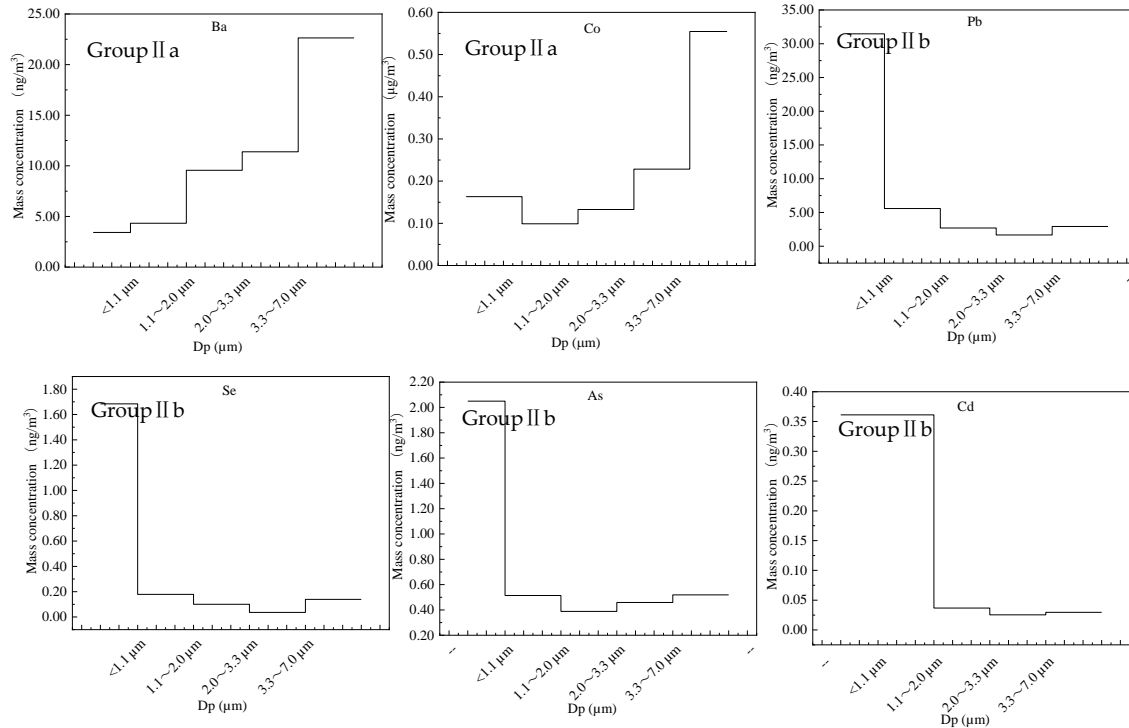 Ba
Group Ⅱ a
Mass concentration (ng/m³)
25.00
20.00
15.00
10.00
5.00
0.00
<1.1 μm
1.1～2.0 μm
2.0～3.3 μm
3.3～7.0 μm
Dp (μm)
Co
Group Ⅱ a
Mass concentration (μg/m³)
0.60
0.50
0.40
0.30
0.20
0.10
0.00
<1.1 μm
1.1～2.0 μm
2.0～3.3 μm
3.3～7.0 μm
Dp (μm)
Pb
Group Ⅱ b
Mass concentration (ng/m³)
35.00
30.00
25.00
20.00
15.00
10.00
5.00
0.00
<1.1 μm
1.1～2.0 μm
2.0～3.3 μm
3.3～7.0 μm
Dp (μm)
Se
Group Ⅱ b
Mass concentration (ng/m³)
1.80
1.60
1.40
1.20
1.00
0.80
0.60
0.40
0.20
0.00
<1.1 μm
1.1～2.0 μm
2.0～3.3 μm
3.3～7.0 μm
Dp (μm)
As
Group Ⅱ b
Mass concentration (ng/m³)
2.20
2.00
1.80
1.60
1.40
1.20
1.00
0.80
0.60
0.40
0.20
--
<1.1 μm
1.1～2.0 μm
2.0～3.3 μm
3.3～7.0 μm
--
Dp (μm)
Cd
Group Ⅱ b
Mass concentration (ng/m³)
0.40
0.35
0.30
0.25
0.20
0.15
0.10
0.05
0.00
--
<1.1 μm
1.1～2.0 μm
2.0～3.3 μm
3.3～7.0 μm
Dp (μm)